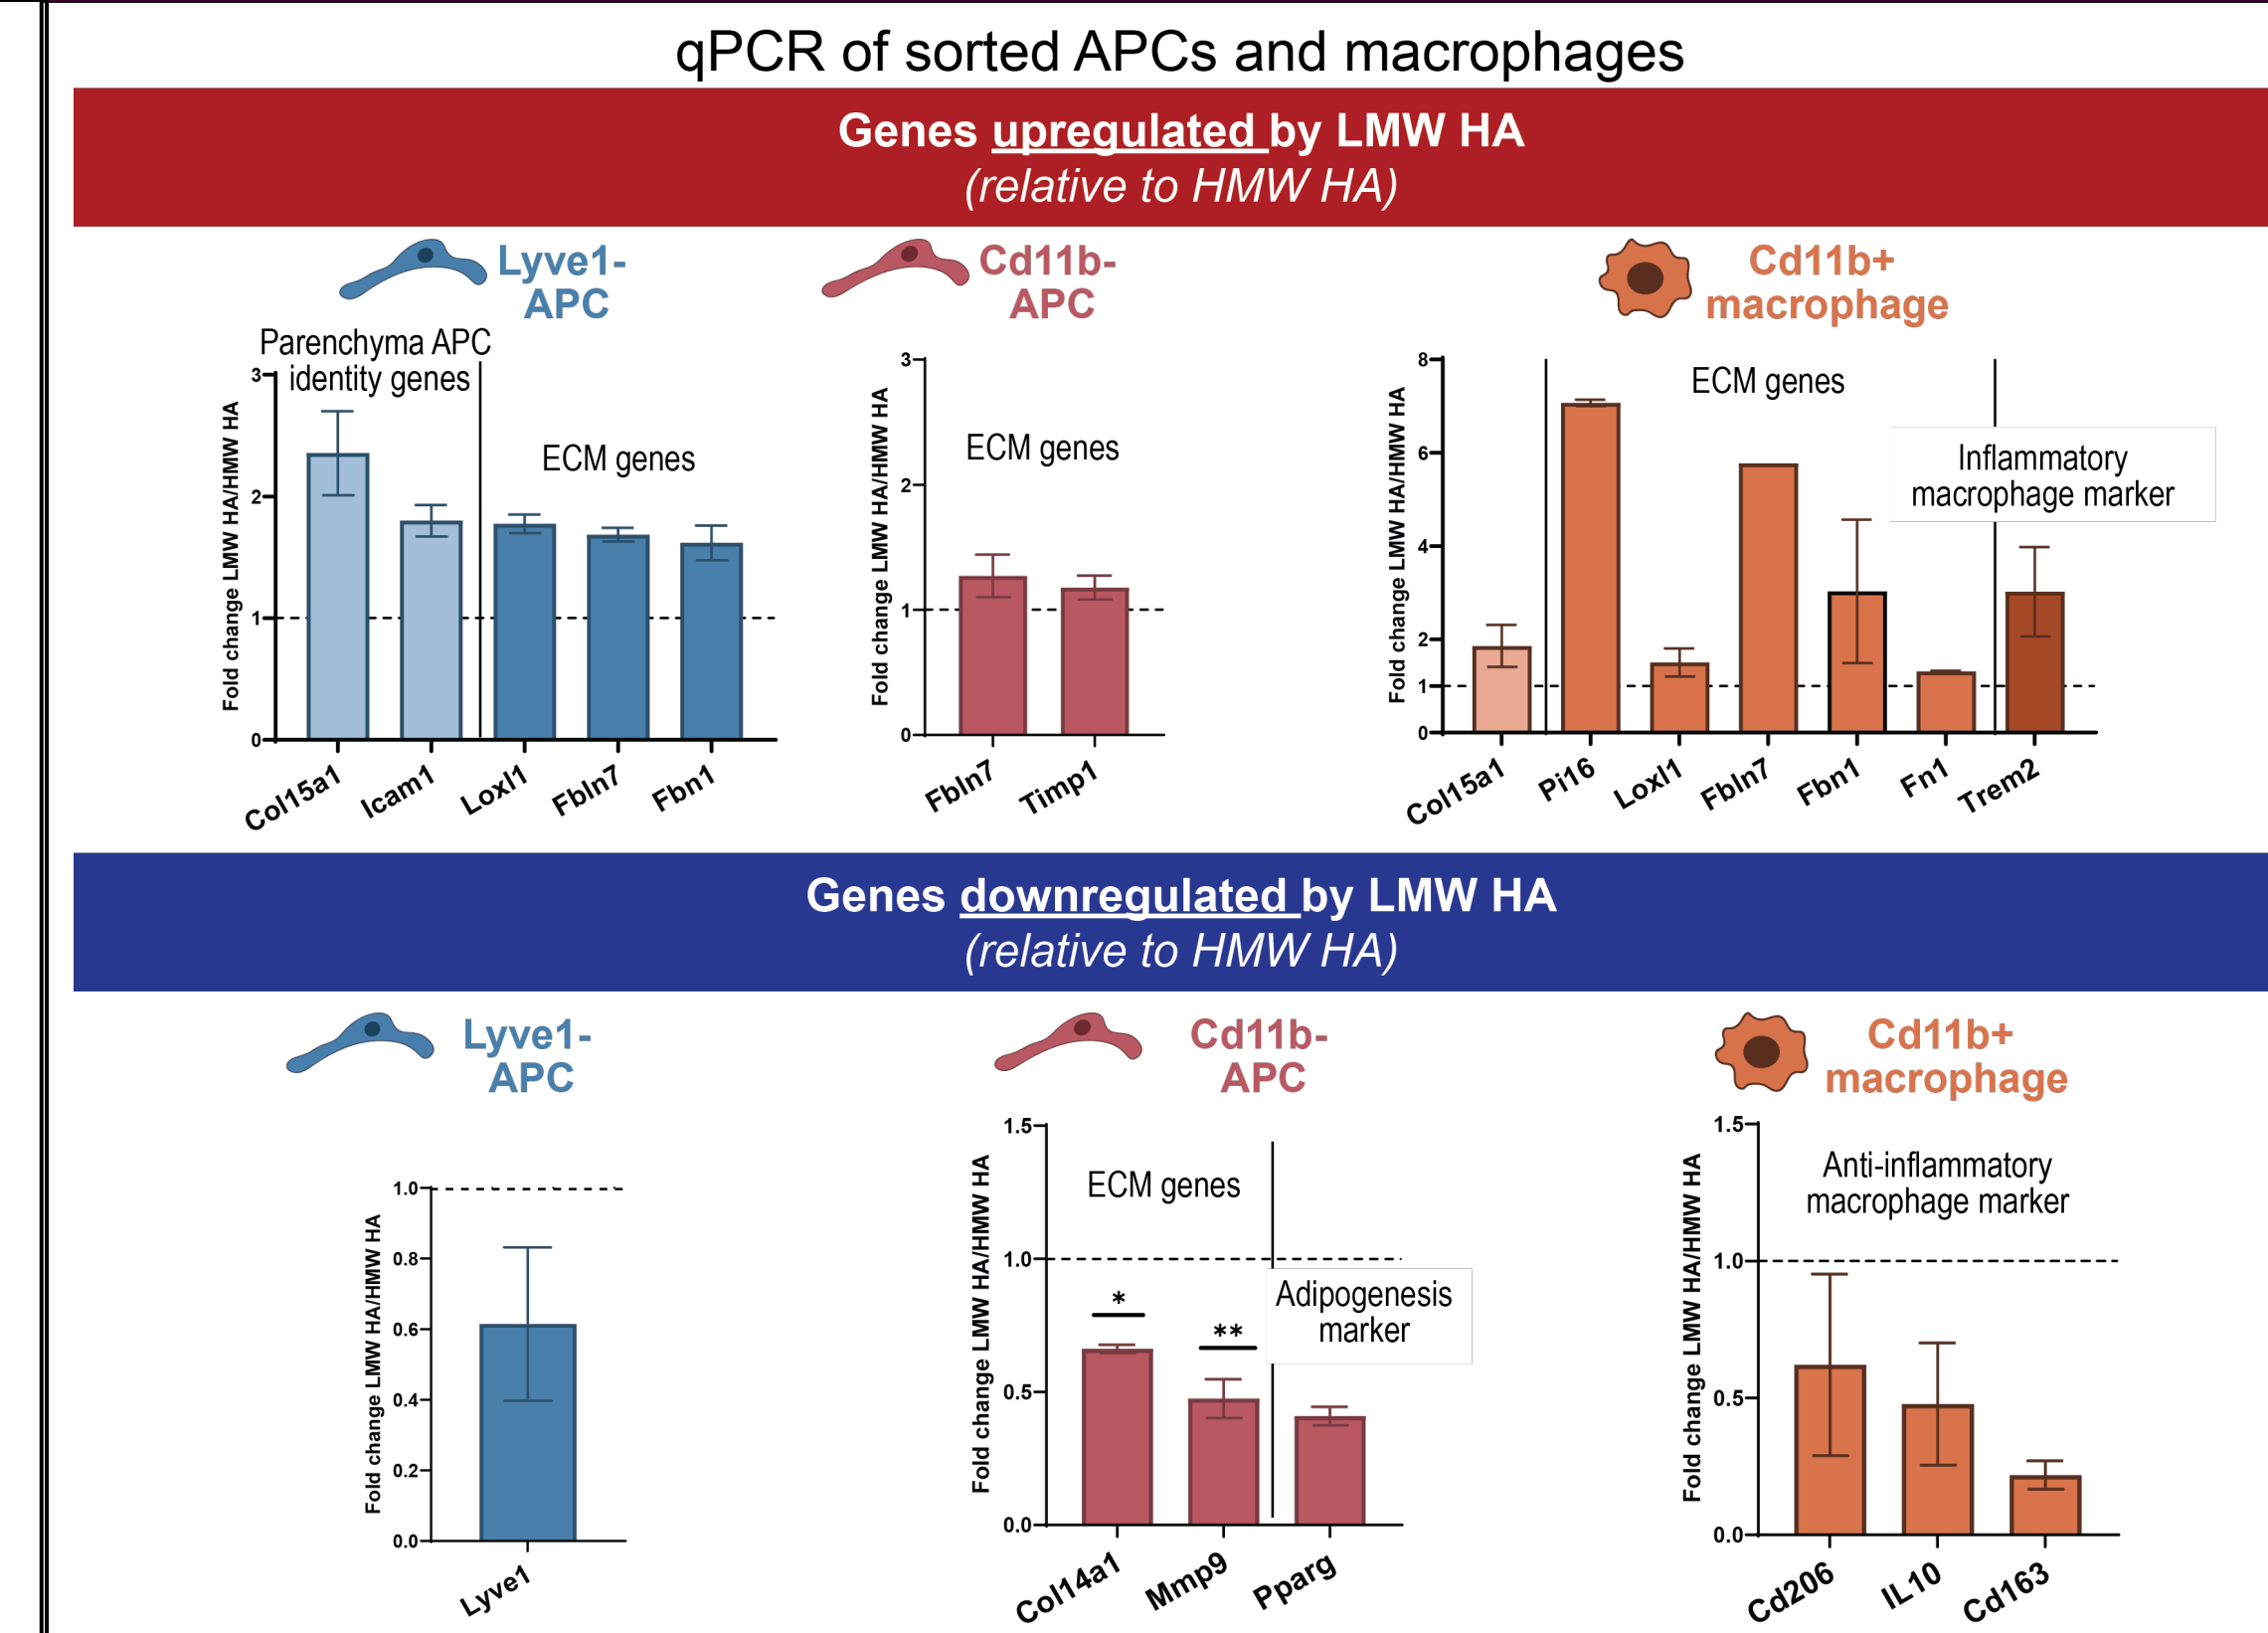 qPCR of sorted APCs and macrophages
Genes upregulated by LMW HA
(relative to HMW HA)
Lyve1-
APC
Parenchyma APC
identity genes
ECM genes
Fold change LMW HA/HMW HA
3
2
1
0
Col15a1
Icam1
Loxl1
Fbln7
Fbn1
Cd11b-
APC
ECM genes
Fold change LMW HA/HMW HA
3
2
1
0
Fbln7
Timp1
Cd11b+
macrophage
ECM genes
Inflammatory
macrophage marker
Fold change LMW HA/HMW HA
8
6
4
2
1
0
Col15a1
Pi16
Loxl1
Fbln7
Fbn1
Fn1
Trem2
Genes downregulated by LMW HA
(relative to HMW HA)
Lyve1-
APC
Fold change LMW HA/HMW HA
1.0
0.8
0.6
0.4
0.2
0.0
Lyve1
Cd11b-
APC
ECM genes
Adipogenesis
marker
Fold change LMW HA/HMW HA
1.5
1.0
0.5
0.0
*
**
Col14a1
Mmp9
Pparg
Cd11b+
macrophage
Anti-inflammatory
macrophage marker
Fold change LMW HA/HMW HA
1.5
1.0
0.5
0.0
Cd206
IL10
Cd163